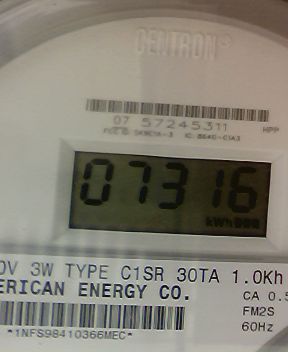 CENTRON®
07 57245311
HPP
07316
kWh
0V 3W TYPE C1SR 30TA 1.0Kh
ERICAN ENERGY CO.
CA 0.5
FM2S
60Hz
*1NFS98410366MEC*